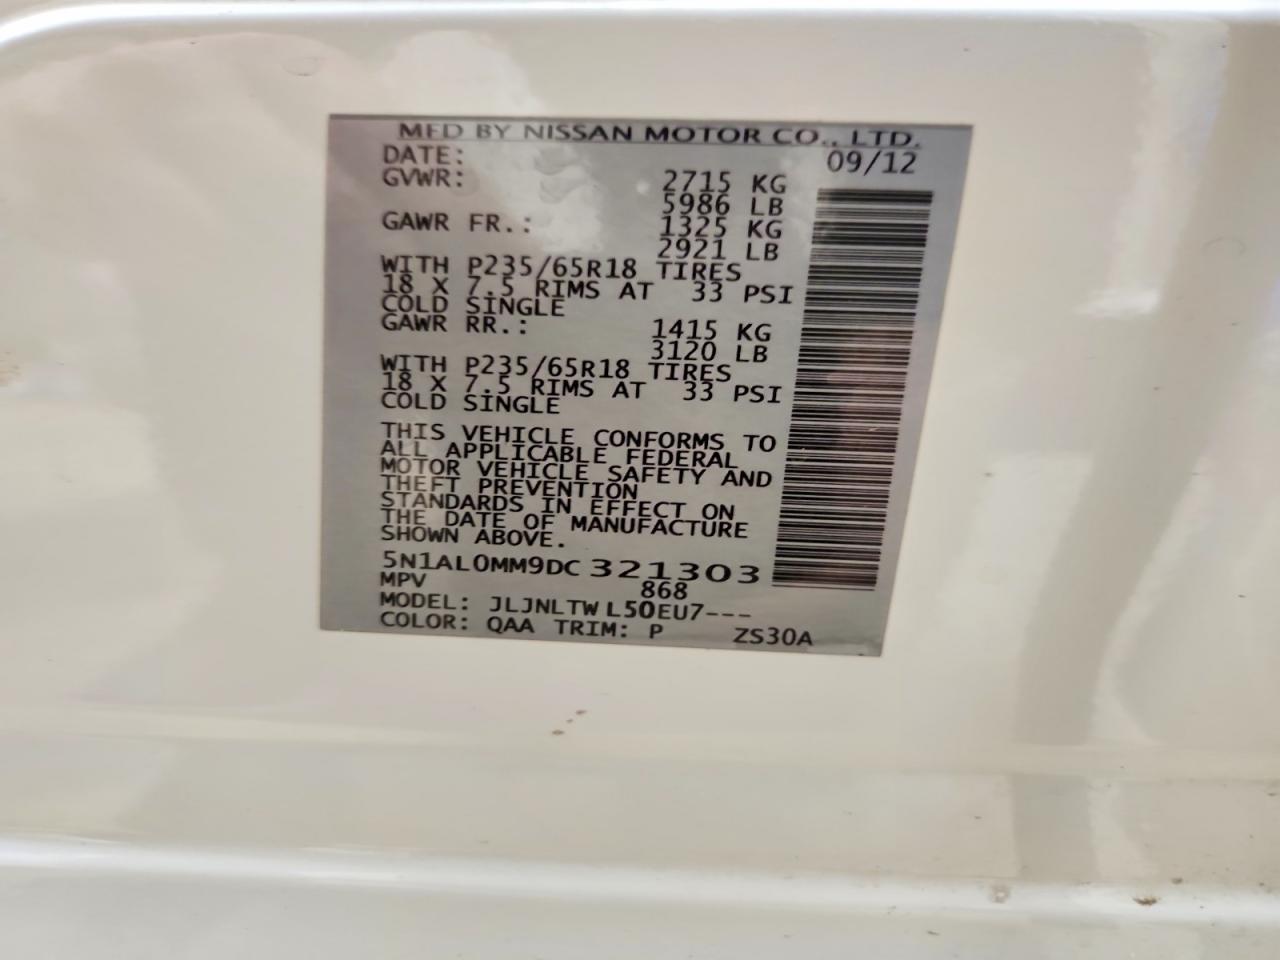 MFD BY NISSAN MOTOR CO., LTD.
DATE: 09/12
GVWR: 2715 KG
5986 LB
GAWR FR.: 1325 KG
2921 LB
WITH P235/65R18 TIRES
18 X 7.5 RIMS AT 33 PSI
COLD SINGLE
GAWR RR.: 1415 KG
3120 LB
WITH P235/65R18 TIRES
18 X 7.5 RIMS AT 33 PSI
COLD SINGLE
THIS VEHICLE CONFORMS TO
ALL APPLICABLE FEDERAL
MOTOR VEHICLE SAFETY AND
THEFT PREVENTION
STANDARDS IN EFFECT ON
THE DATE OF MANUFACTURE
SHOWN ABOVE.
5N1AL0MM9DC 321303
MPV 868
MODEL: JLJNLTW L50EU7---
COLOR: QAA TRIM: P ZS30A